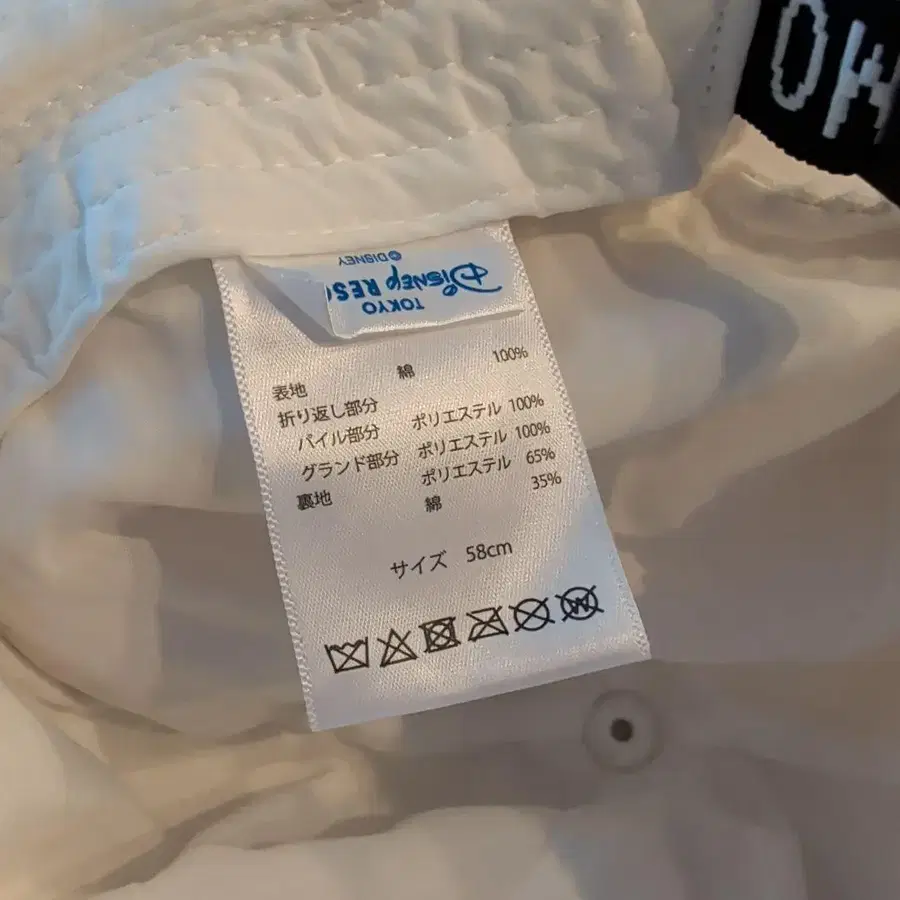 OW
© DISNEY
Disney RES
TOKYO
表地 綿 100%
折り返し部分
パイル部分 ポリエステル 100%
グランド部分 ポリエステル 100%
裏地 ポリエステル 65%
綿 35%
サイズ 58cm
W